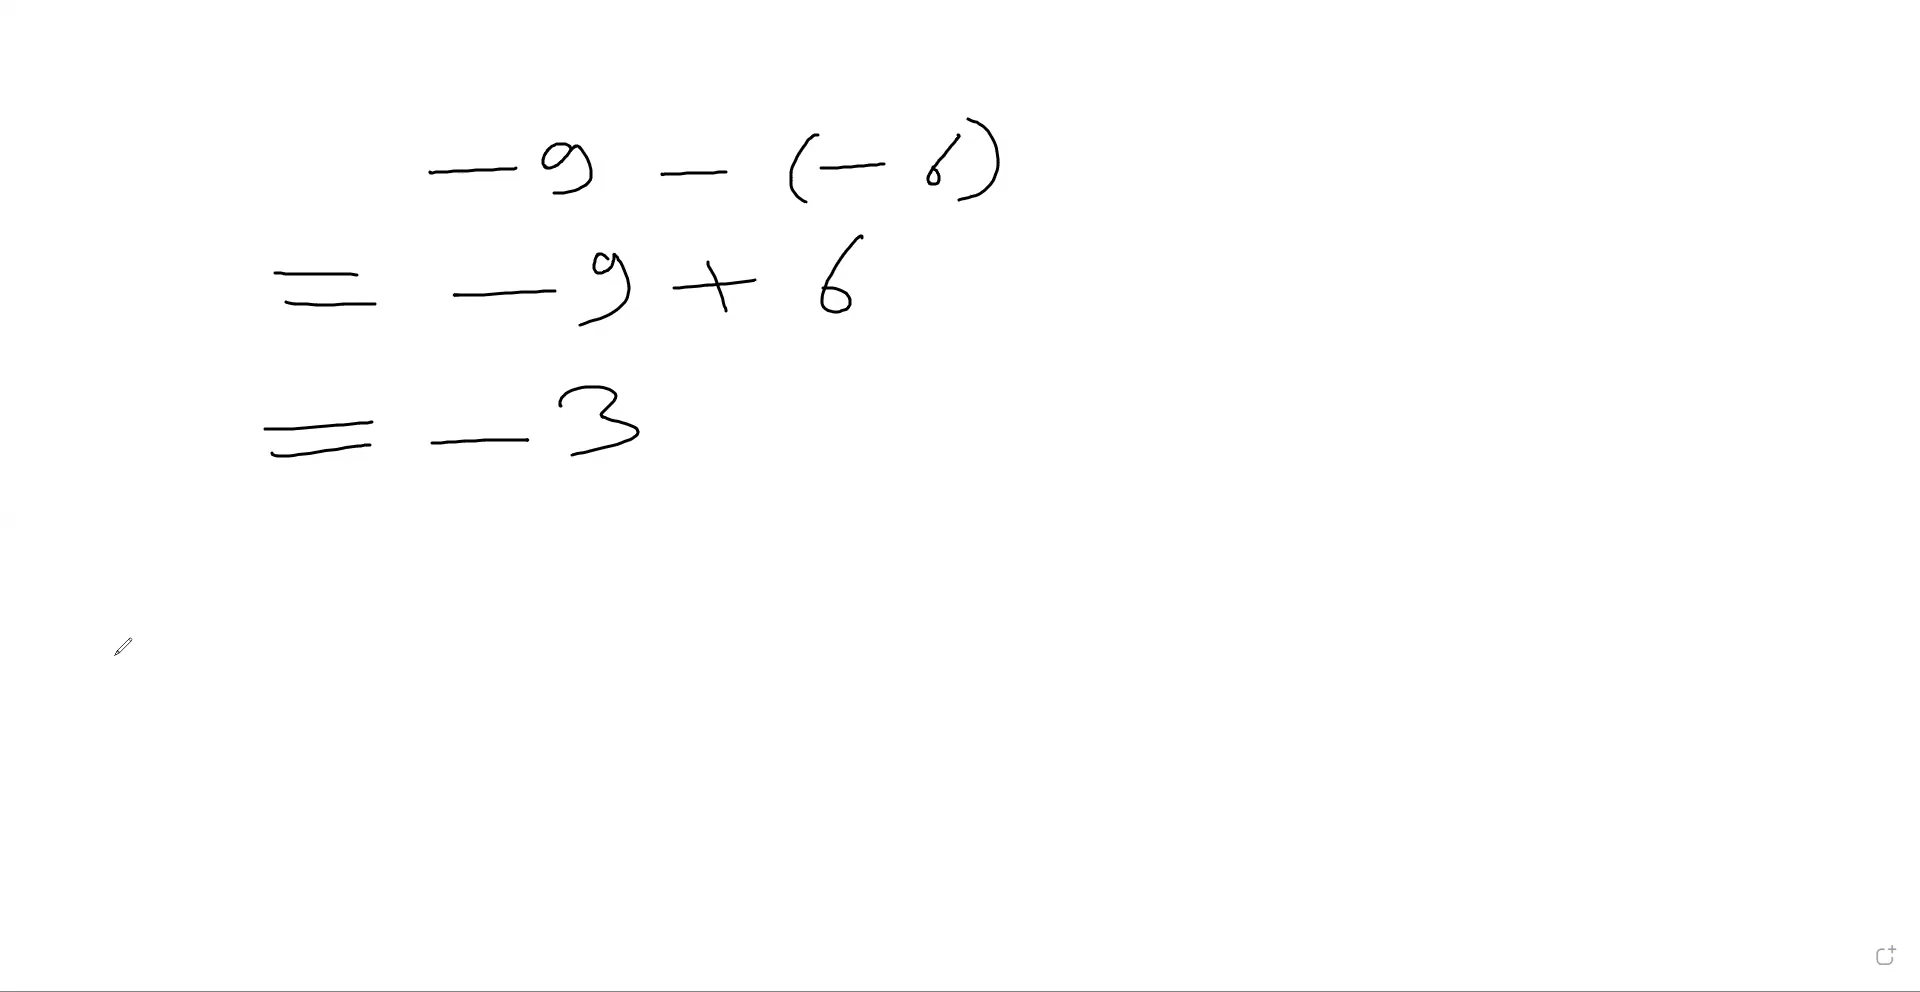 - 9 - (- 6)
= - 9 + 6
= - 3